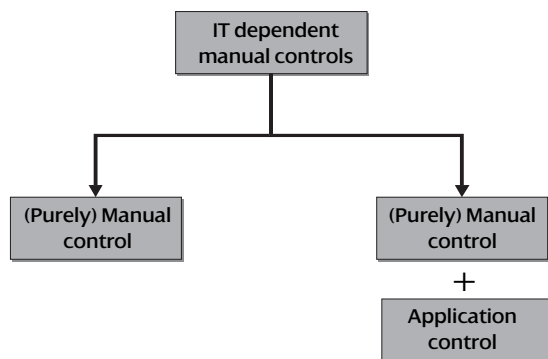 IT dependent
manual controls
(Purely) Manual
control
(Purely) Manual
control
+
Application
control